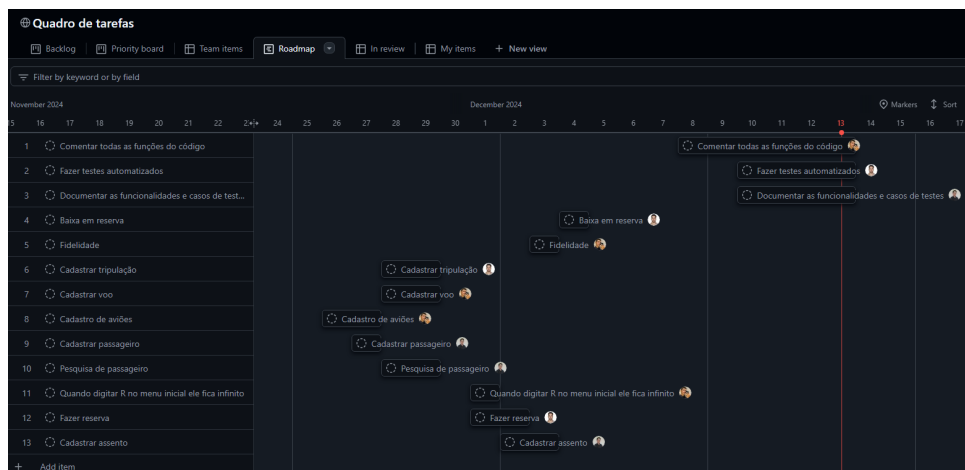 Quadro de tarefas
Backlog Priority board Team items Roadmap In review My items + New view
Filter by keyword or by field
November 2024 December 2024 Markers Sort
15 16 17 18 19 20 21 22 24 25 26 27 28 29 30 1 2 3 4 5 6 7 8 9 10 11 12 13 14 15 16 17
1 Comentar todas as funções do código Comentar todas as funções do código
2 Fazer testes automatizados Fazer testes automatizados
3 Documentar as funcionalidades e casos de test... Documentar as funcionalidades e casos de testes
4 Baixa em reserva Baixa em reserva
5 Fidelidade Fidelidade
6 Cadastrar tripulação Cadastrar tripulação
7 Cadastrar voo Cadastrar voo
8 Cadastro de aviões Cadastro de aviões
9 Cadastrar passageiro Cadastrar passageiro
10 Pesquisa de passageiro Pesquisa de passageiro
11 Quando digitar R no menu inicial ele fica infinito Quando digitar R no menu inicial ele fica infinito
12 Fazer reserva Fazer reserva
13 Cadastrar assento Cadastrar assento
+ Add item